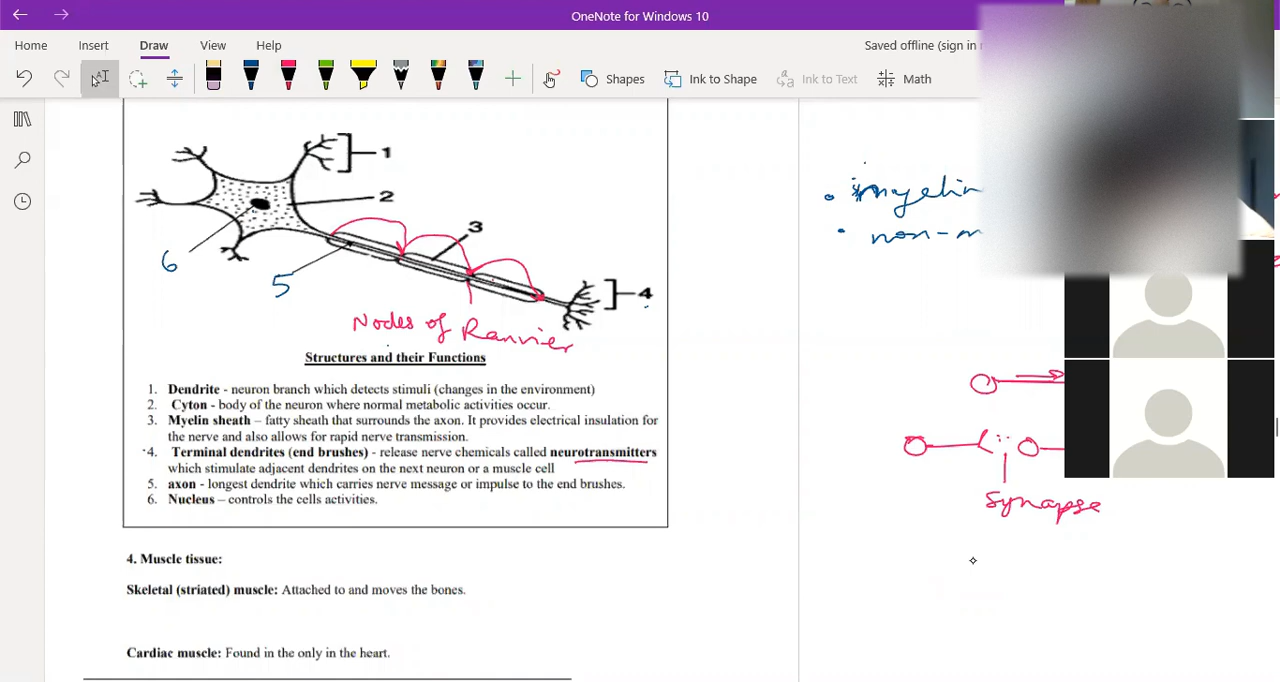 OneNote for Windows 10
Home Insert Draw View Help
Saved offline (sign in
Shapes Ink to Shape Ink to Text Math
1
2
3
4
5
6
Nodes of Ranvier
Structures and their Functions
1. Dendrite - neuron branch which detects stimuli (changes in the environment)
2. Cyton - body of the neuron where normal metabolic activities occur.
3. Myelin sheath – fatty sheath that surrounds the axon. It provides electrical insulation for
the nerve and also allows for rapid nerve transmission.
4. Terminal dendrites (end brushes) - release nerve chemicals called neurotransmitters
which stimulate adjacent dendrites on the next neuron or a muscle cell
5. axon - longest dendrite which carries nerve message or impulse to the end brushes.
6. Nucleus – controls the cells activities.
4. Muscle tissue:
Skeletal (striated) muscle: Attached to and moves the bones.
Cardiac muscle: Found in the only in the heart.
• myelin
• non-m
Synapse